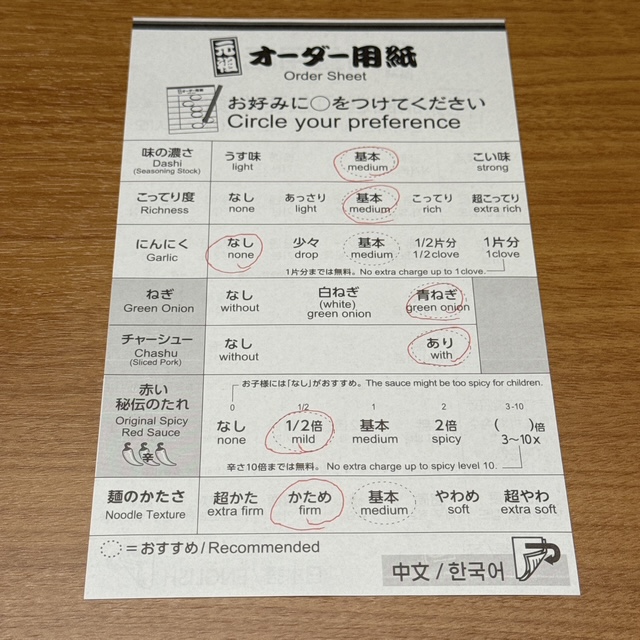 元祖 オーダー用紙
Order Sheet
お好みに○をつけてください
Circle your preference
味の濃さ うす味 基本 こい味
Dashi light medium strong
(Seasoning Stock)
こってり度 なし あっさり 基本 こってり 超こってり
Richness none light medium rich extra rich
にんにく なし 少々 基本 1/2片分 1片分
Garlic none drop medium 1/2clove 1clove
1片分までは無料。No extra charge up to 1clove.
ねぎ なし 白ねぎ 青ねぎ
Green Onion without (white) green onion green onion
チャーシュー なし あり
Chashu without with
(Sliced Pork)
お子様には「なし」がおすすめ。The sauce might be too spicy for children.
赤い
秘伝のたれ
Original Spicy
Red Sauce
辛
0 1/2 1 2 3-10
なし 1/2倍 基本 2倍 ( )倍
none mild medium spicy 3~10x
辛さ10倍までは無料。No extra charge up to spicy level 10.
麺のかたさ 超かた かため 基本 やわめ 超やわ
Noodle Texture extra firm firm medium soft extra soft
=おすすめ/Recommended
中文 / 한국어